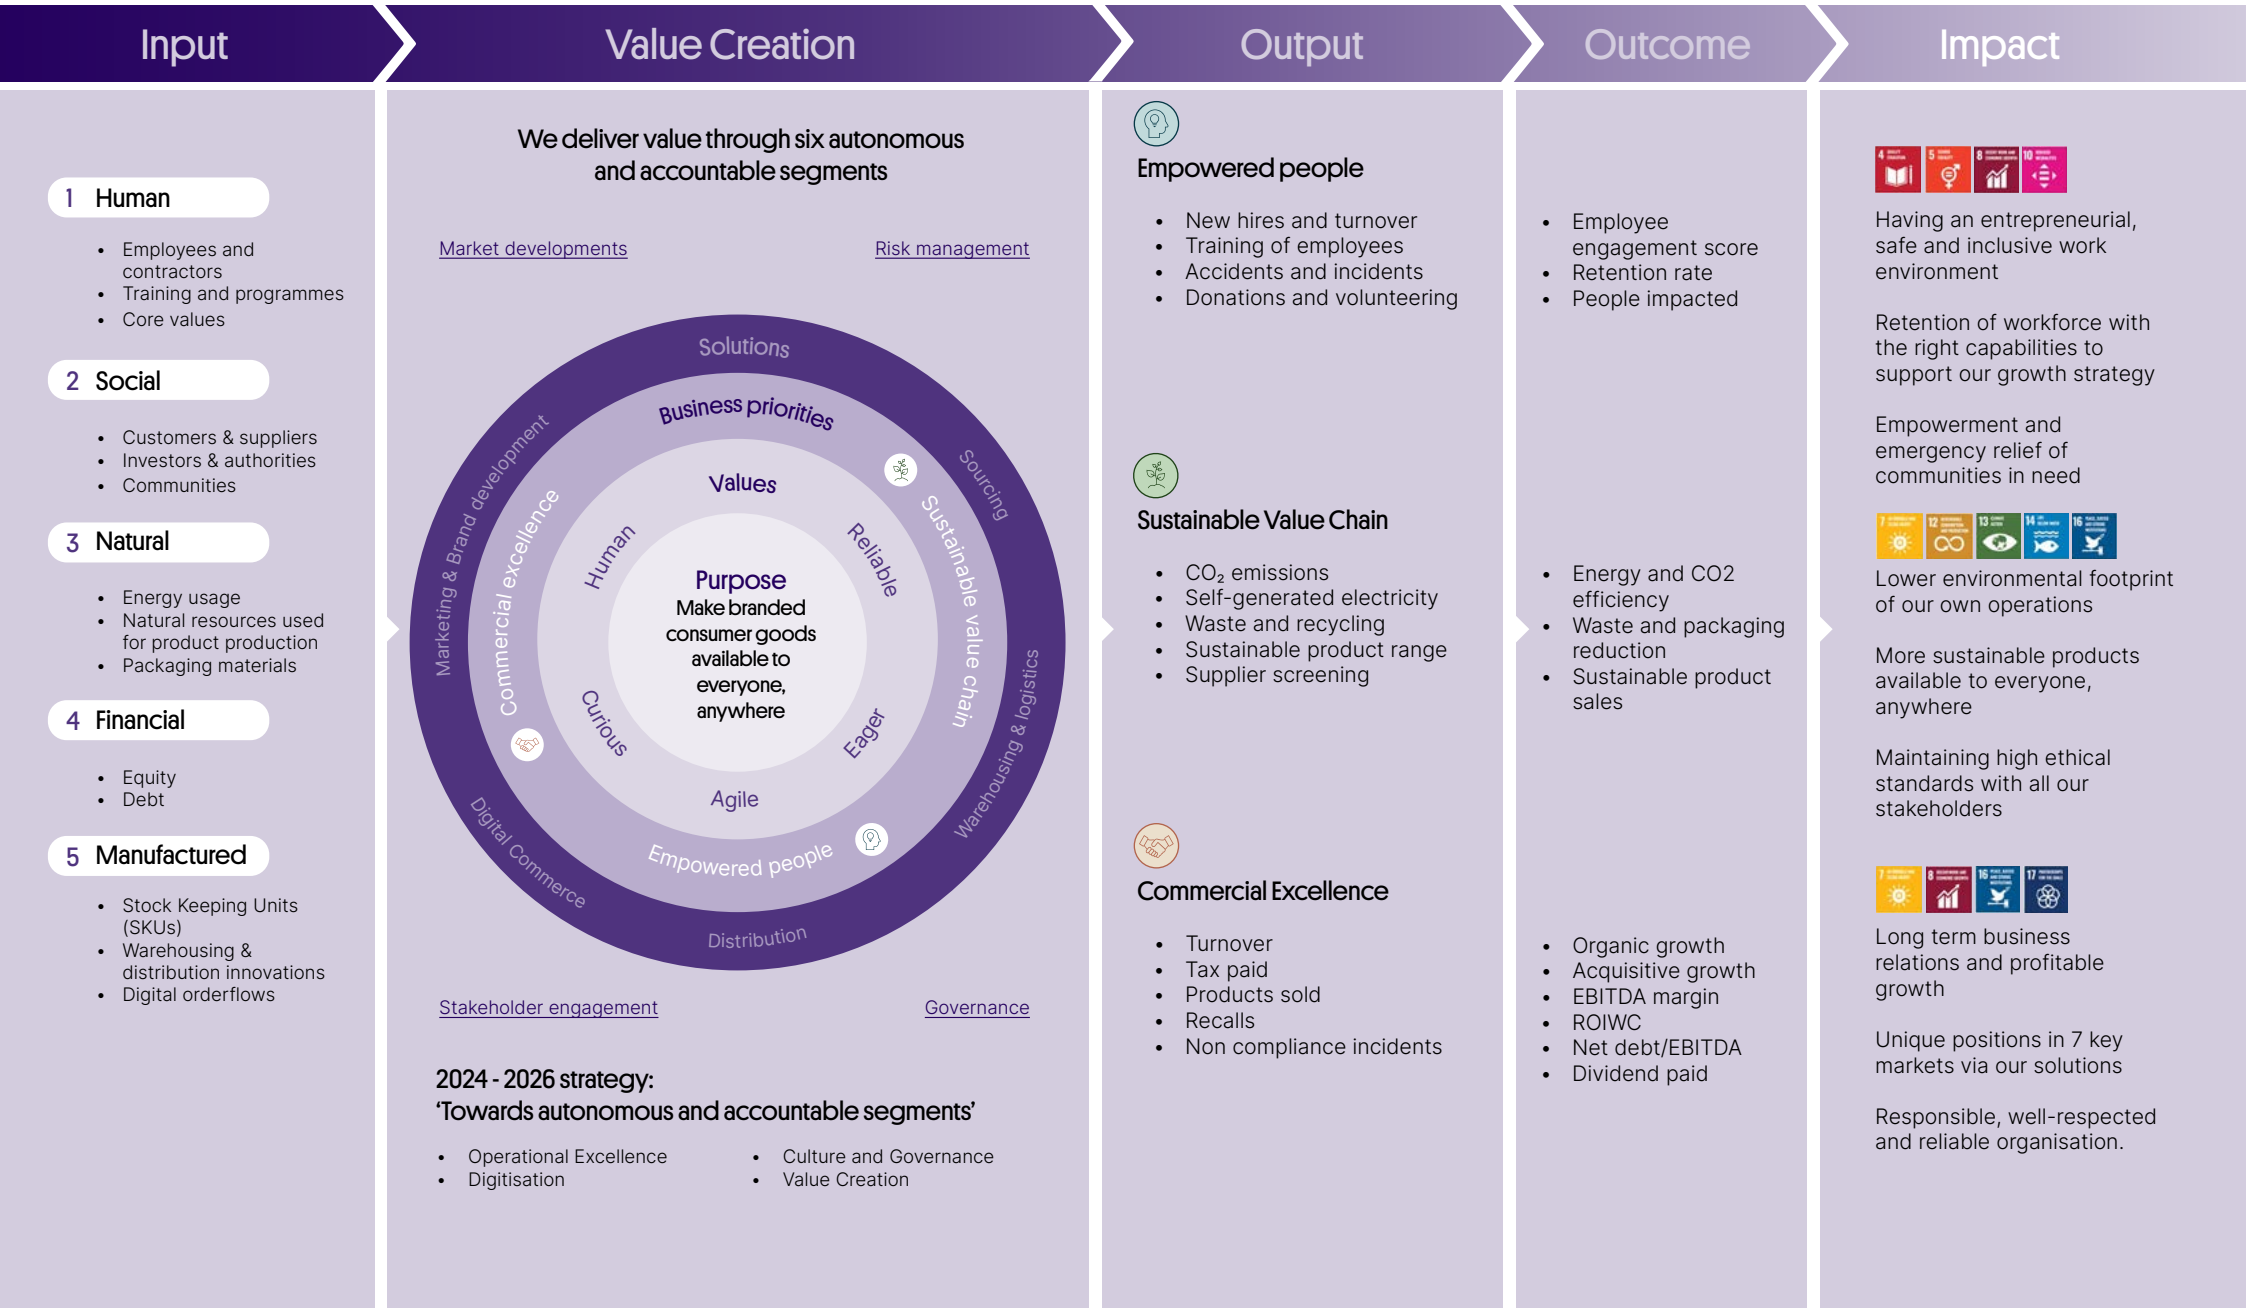 Input
Value Creation
Output
Outcome
Impact
1 Human
• Employees and
contractors
• Training and programmes
• Core values
2 Social
• Customers & suppliers
• Investors & authorities
• Communities
3 Natural
• Energy usage
• Natural resources used
for product production
• Packaging materials
4 Financial
• Equity
• Debt
5 Manufactured
• Stock Keeping Units
(SKUs)
• Warehousing &
distribution innovations
• Digital orderflows
We deliver value through six autonomous
and accountable segments
Market developments
Risk management
Solutions
Sourcing
Warehousing & logistics
Distribution
Digital Commerce
Marketing & Brand development
Business priorities
Sustainable value chain
Empowered people
Commercial excellence
Values
Reliable
Eager
Agile
Curious
Human
Purpose
Make branded
consumer goods
available to
everyone,
anywhere
Stakeholder engagement
Governance
2024 - 2026 strategy:
‘Towards autonomous and accountable segments’
• Operational Excellence
• Digitisation
• Culture and Governance
• Value Creation
Empowered people
• New hires and turnover
• Training of employees
• Accidents and incidents
• Donations and volunteering
Sustainable Value Chain
• CO₂ emissions
• Self-generated electricity
• Waste and recycling
• Sustainable product range
• Supplier screening
Commercial Excellence
• Turnover
• Tax paid
• Products sold
• Recalls
• Non compliance incidents
• Employee
engagement score
• Retention rate
• People impacted
• Energy and CO2
efficiency
• Waste and packaging
reduction
• Sustainable product
sales
• Organic growth
• Acquisitive growth
• EBITDA margin
• ROIWC
• Net debt/EBITDA
• Dividend paid
4
5
8
10
Having an entrepreneurial,
safe and inclusive work
environment
Retention of workforce with
the right capabilities to
support our growth strategy
Empowerment and
emergency relief of
communities in need
7
12
13
14
16
Lower environmental footprint
of our own operations
More sustainable products
available to everyone,
anywhere
Maintaining high ethical
standards with all our
stakeholders
7
8
16
17
Long term business
relations and profitable
growth
Unique positions in 7 key
markets via our solutions
Responsible, well-respected
and reliable organisation.